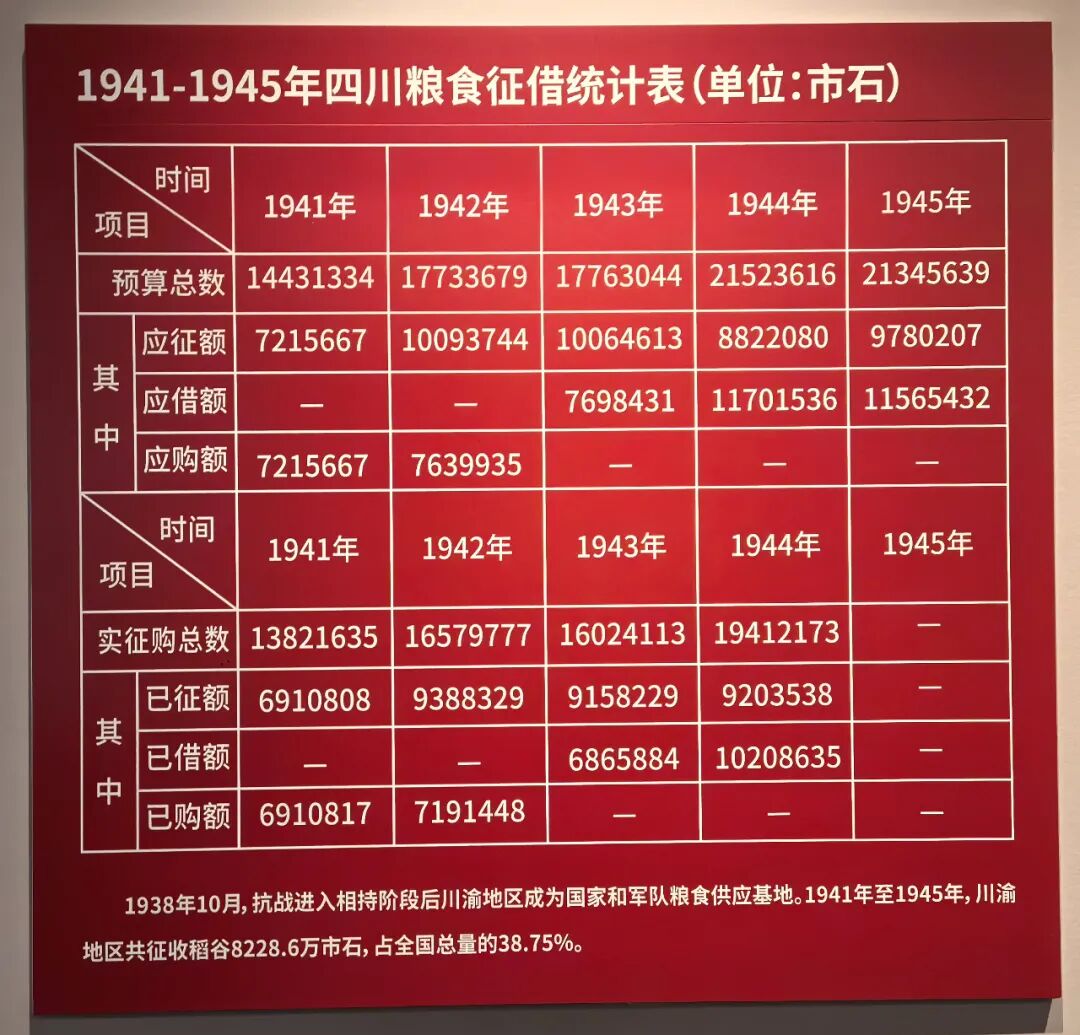 1941-1945年四川粮食征借统计表(单位:市石)
时间
项目 1941年 1942年 1943年 1944年 1945年
预算总数 14431334 17733679 17763044 21523616 21345639
其中
应征额 7215667 10093744 10064613 8822080 9780207
应借额 — — 7698431 11701536 11565432
应购额 7215667 7639935 — — —
时间
项目 1941年 1942年 1943年 1944年 1945年
实征购总数 13821635 16579777 16024113 19412173 —
其中
已征额 6910808 9388329 9158229 9203538 —
已借额 — — 6865884 10208635 —
已购额 6910817 7191448 — — —
1938年10月,抗战进入相持阶段后川渝地区成为国家和军队粮食供应基地。1941年至1945年,川渝
地区共征收稻谷8228.6万市石,占全国总量的38.75%。